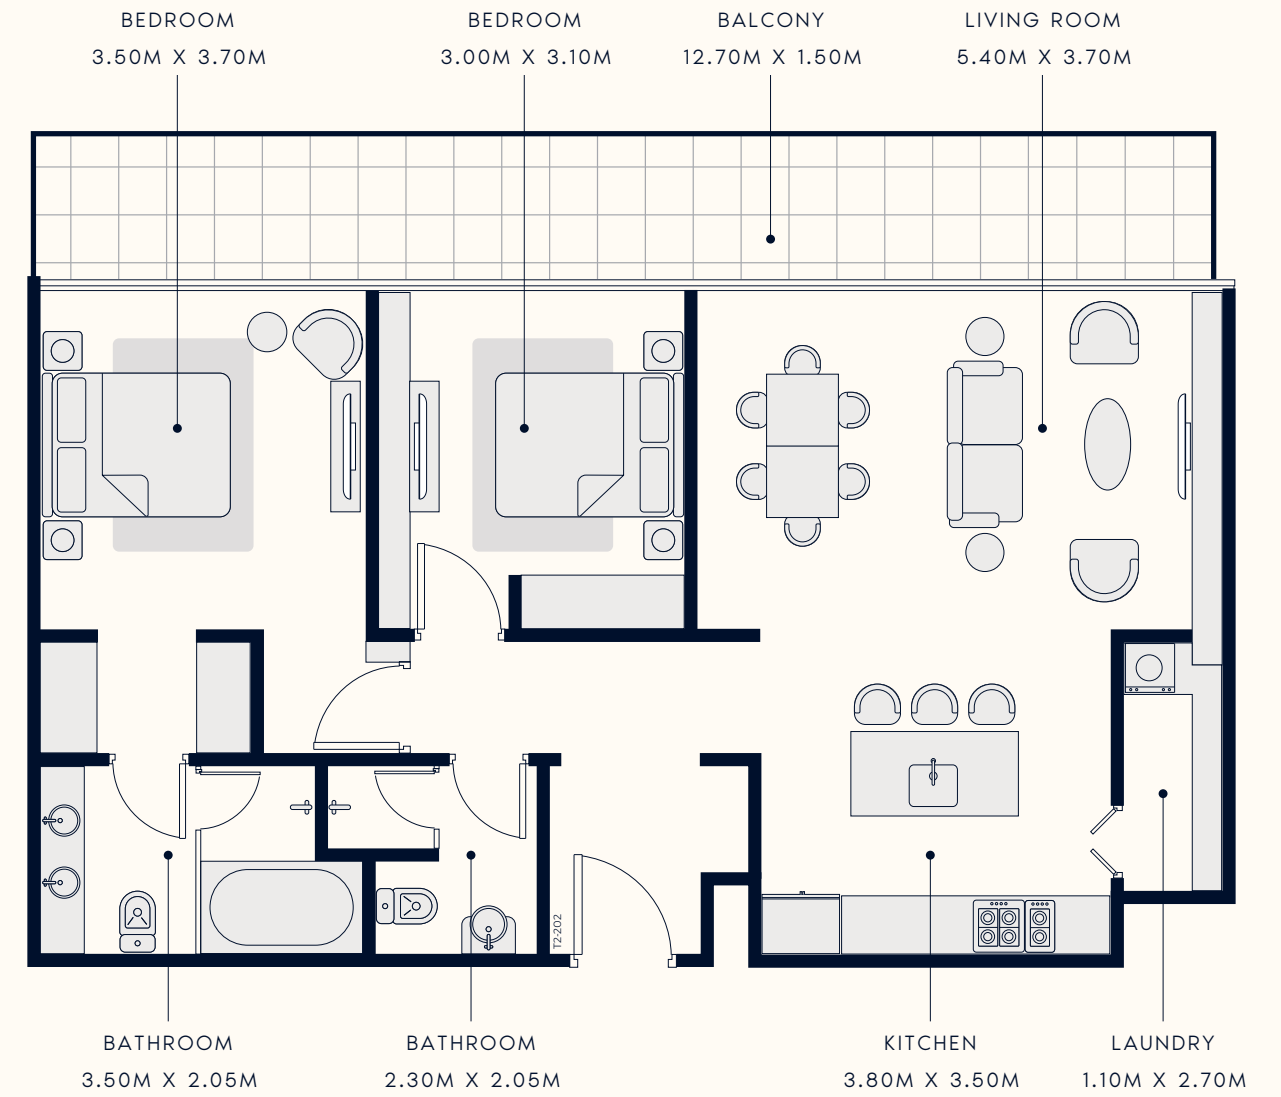 BEDROOM
3.50M X 3.70M
BEDROOM
3.00M X 3.10M
BALCONY
12.70M X 1.50M
LIVING ROOM
5.40M X 3.70M
T2-202
BATHROOM
3.50M X 2.05M
BATHROOM
2.30M X 2.05M
KITCHEN
3.80M X 3.50M
LAUNDRY
1.10M X 2.70M